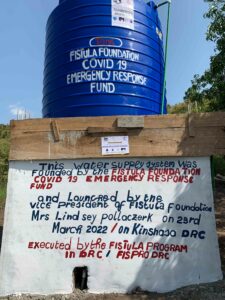 FISTULA FOUNDATION
COVID 19
EMERGENCY RESPONSE
FUND
This water supply system was
founded by the FISTULA FOUNDATION
COVID 19 EMERGENCY RESPONSE
FUND
and Launched by the
vice president of Fistula Foundation
Mrs Lindsey pollaczek on 23rd
March 2022 / on Kinshasa DRC
EXECUTED by the FISTULA PROGRAM
in DRC / FISPRO DRC